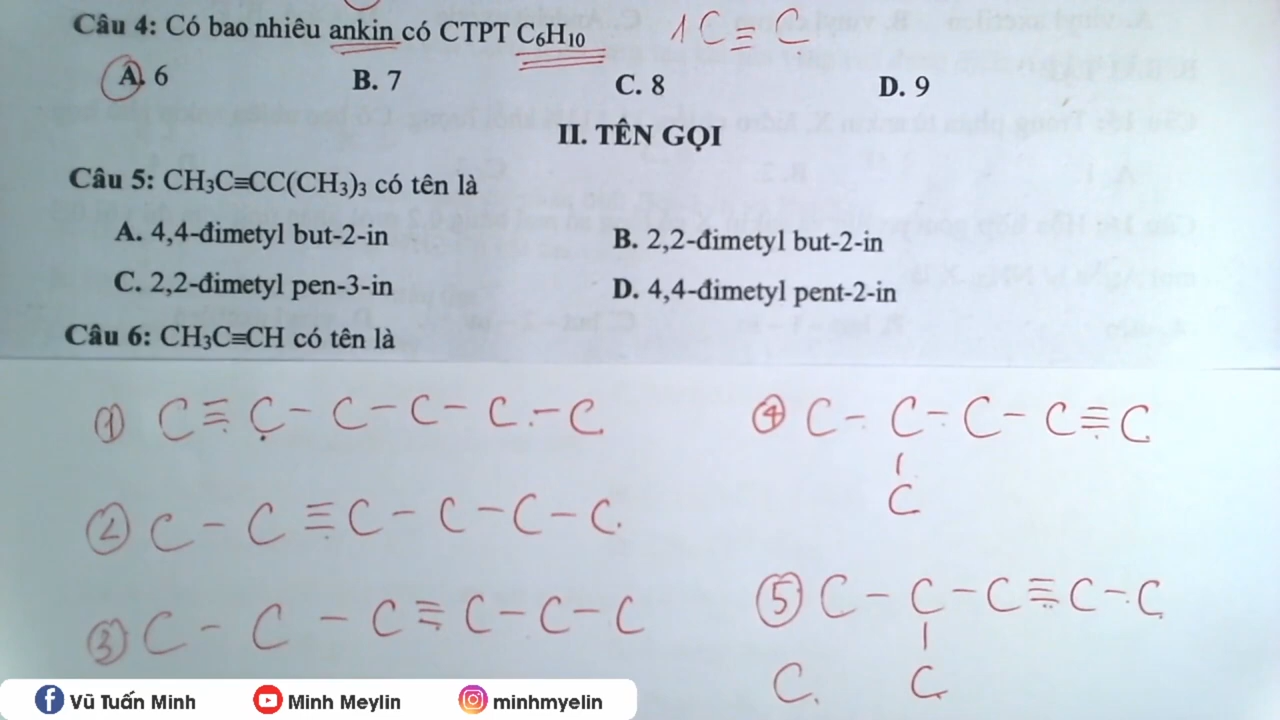 Câu 4: Có bao nhiêu ankin có CTPT C₆H₁₀ 1 C≡C
A. 6 B. 7 C. 8 D. 9
II. TÊN GỌI
Câu 5: CH₃C≡CC(CH₃)₃ có tên là
A. 4,4-đimetyl but-2-in B. 2,2-đimetyl but-2-in
C. 2,2-đimetyl pen-3-in D. 4,4-đimetyl pent-2-in
Câu 6: CH₃C≡CH có tên là
① C≡C-C-C-C-C
② C-C≡C-C-C-C
③ C-C-C≡C-C-C
④ C-C-C-C≡C
C
⑤ C-C-C≡C-C
C
C
Vũ Tuấn Minh Minh Meylin minhmyelin